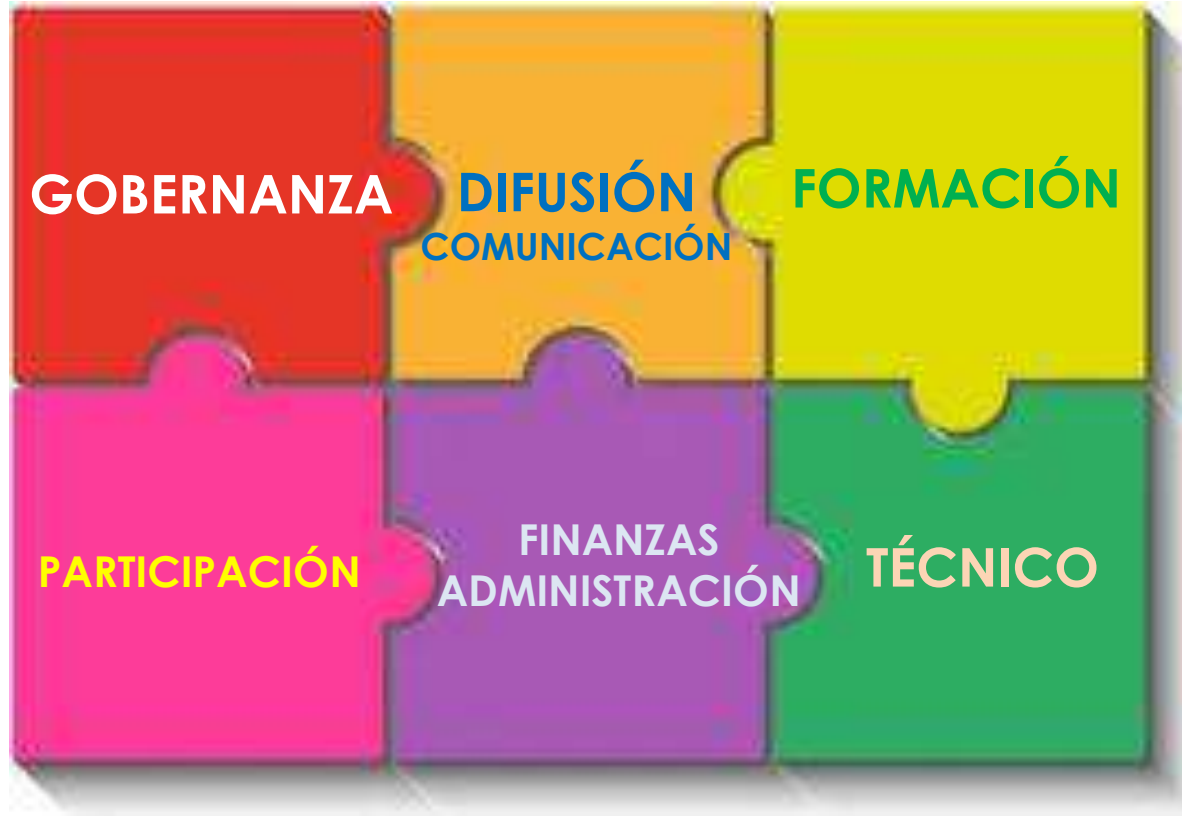 GOBERNANZA
DIFUSIÓN
COMUNICACIÓN
FORMACIÓN
PARTICIPACIÓN
FINANZAS
ADMINISTRACIÓN
TÉCNICO